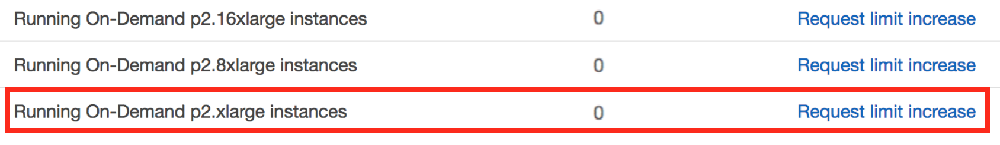 Running On-Demand p2.16xlarge instances 0 Request limit increase
Running On-Demand p2.8xlarge instances 0 Request limit increase
Running On-Demand p2.xlarge instances 0 Request limit increase